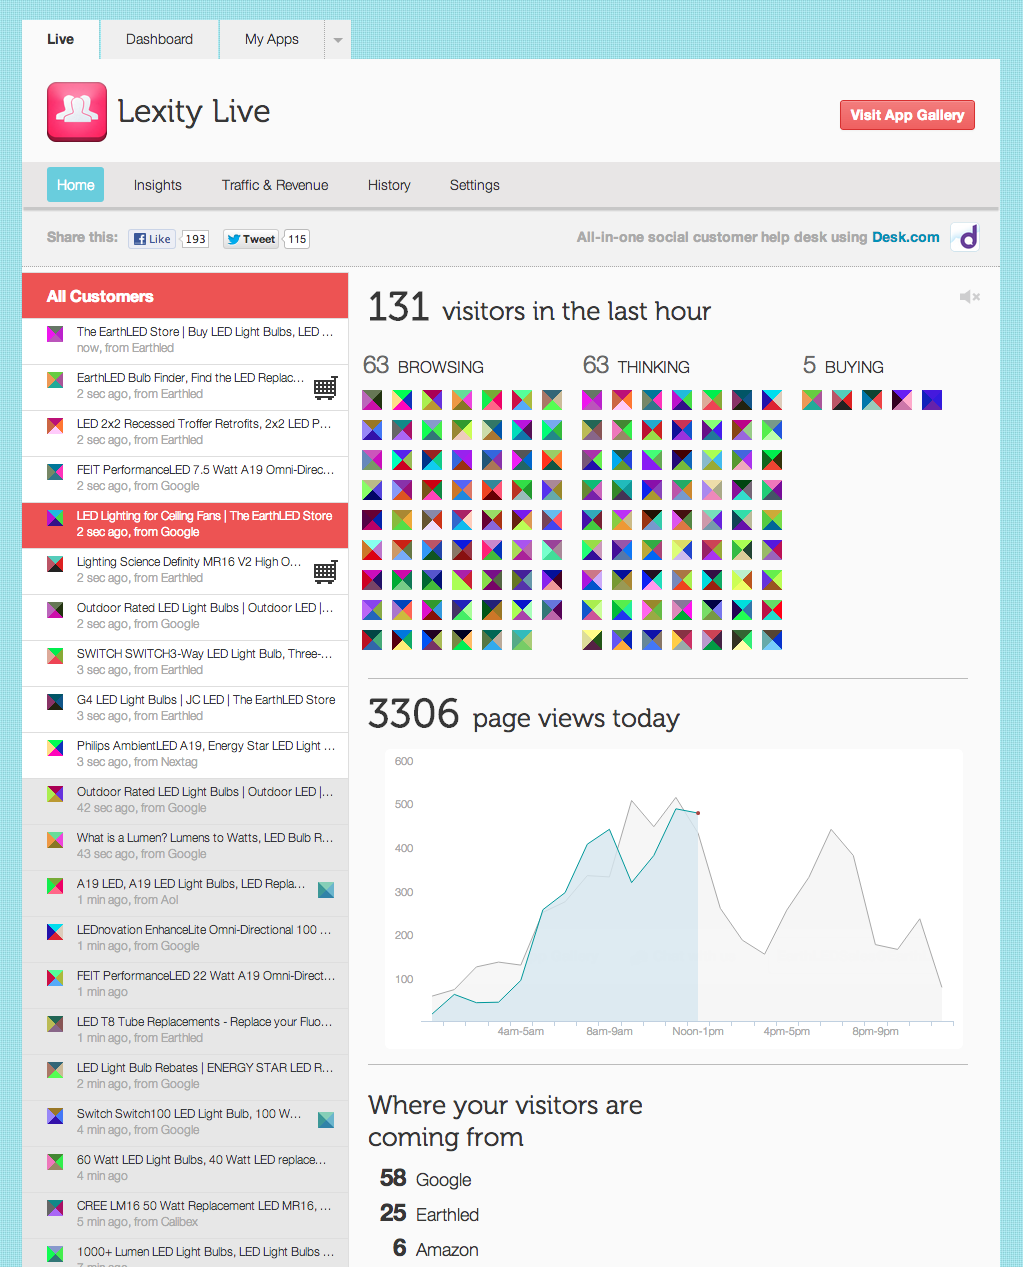 Live
Dashboard
My Apps
Lexity Live
Visit App Gallery
Home
Insights
Traffic & Revenue
History
Settings
Share this:
Like
193
Tweet
115
All-in-one social customer help desk using Desk.com
d
All Customers
The EarthLED Store | Buy LED Light Bulbs, LED ...
now, from Earthled
EarthLED Bulb Finder, Find the LED Replac...
2 sec ago, from Earthled
LED 2x2 Recessed Troffer Retrofits, 2x2 LED P...
2 sec ago, from Earthled
FEIT PerformanceLED 7.5 Watt A19 Omni-Direc...
2 sec ago, from Google
LED Lighting for Ceiling Fans | The EarthLED Store
2 sec ago, from Google
Lighting Science Definity MR16 V2 High O...
2 sec ago, from Earthled
Outdoor Rated LED Light Bulbs | Outdoor LED |...
2 sec ago, from Google
SWITCH SWITCH3-Way LED Light Bulb, Three-...
3 sec ago, from Earthled
G4 LED Light Bulbs | JC LED | The EarthLED Store
3 sec ago, from Earthled
Philips AmbientLED A19, Energy Star LED Light ...
3 sec ago, from Nextag
Outdoor Rated LED Light Bulbs | Outdoor LED |...
42 sec ago, from Google
What is a Lumen? Lumens to Watts, LED Bulb R...
43 sec ago, from Google
A19 LED, A19 LED Light Bulbs, LED Repla...
1 min ago, from Aol
LEDnovation EnhanceLite Omni-Directional 100 ...
1 min ago, from Google
FEIT PerformanceLED 22 Watt A19 Omni-Direct...
1 min ago
LED T8 Tube Replacements - Replace your Fluo...
1 min ago, from Earthled
LED Light Bulb Rebates | ENERGY STAR LED R...
2 min ago, from Google
Switch Switch100 LED Light Bulb, 100 W...
4 min ago, from Google
60 Watt LED Light Bulbs, 40 Watt LED replace...
4 min ago
CREE LM16 50 Watt Replacement LED MR16, ...
5 min ago, from Calibex
1000+ Lumen LED Light Bulbs, LED Light Bulbs ...
7 min ago
131 visitors in the last hour
63 BROWSING
63 THINKING
5 BUYING
3306 page views today
600
500
400
300
200
100
4am-5am
8am-9am
Noon-1pm
4pm-5pm
8pm-9pm
Where your visitors are
coming from
58 Google
25 Earthled
6 Amazon